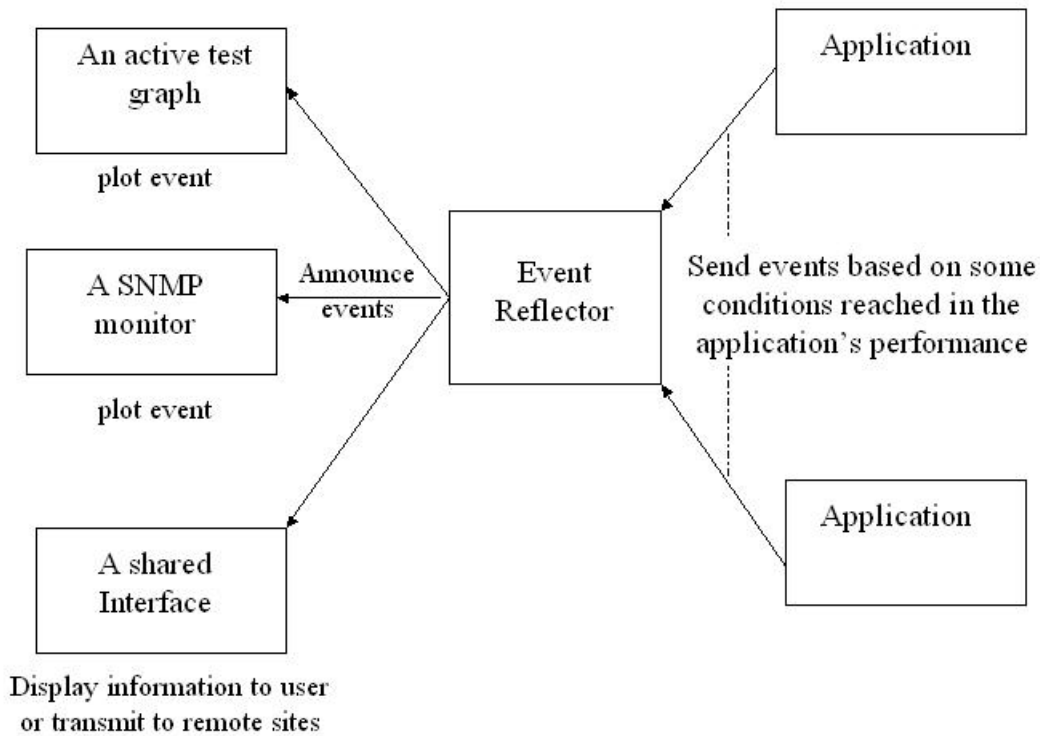 An active test
graph
plot event
A SNMP
monitor
plot event
A shared
Interface
Display information to user
or transmit to remote sites
Announce
events
Event
Reflector
Application
Send events based on some
conditions reached in the
application’s performance
Application